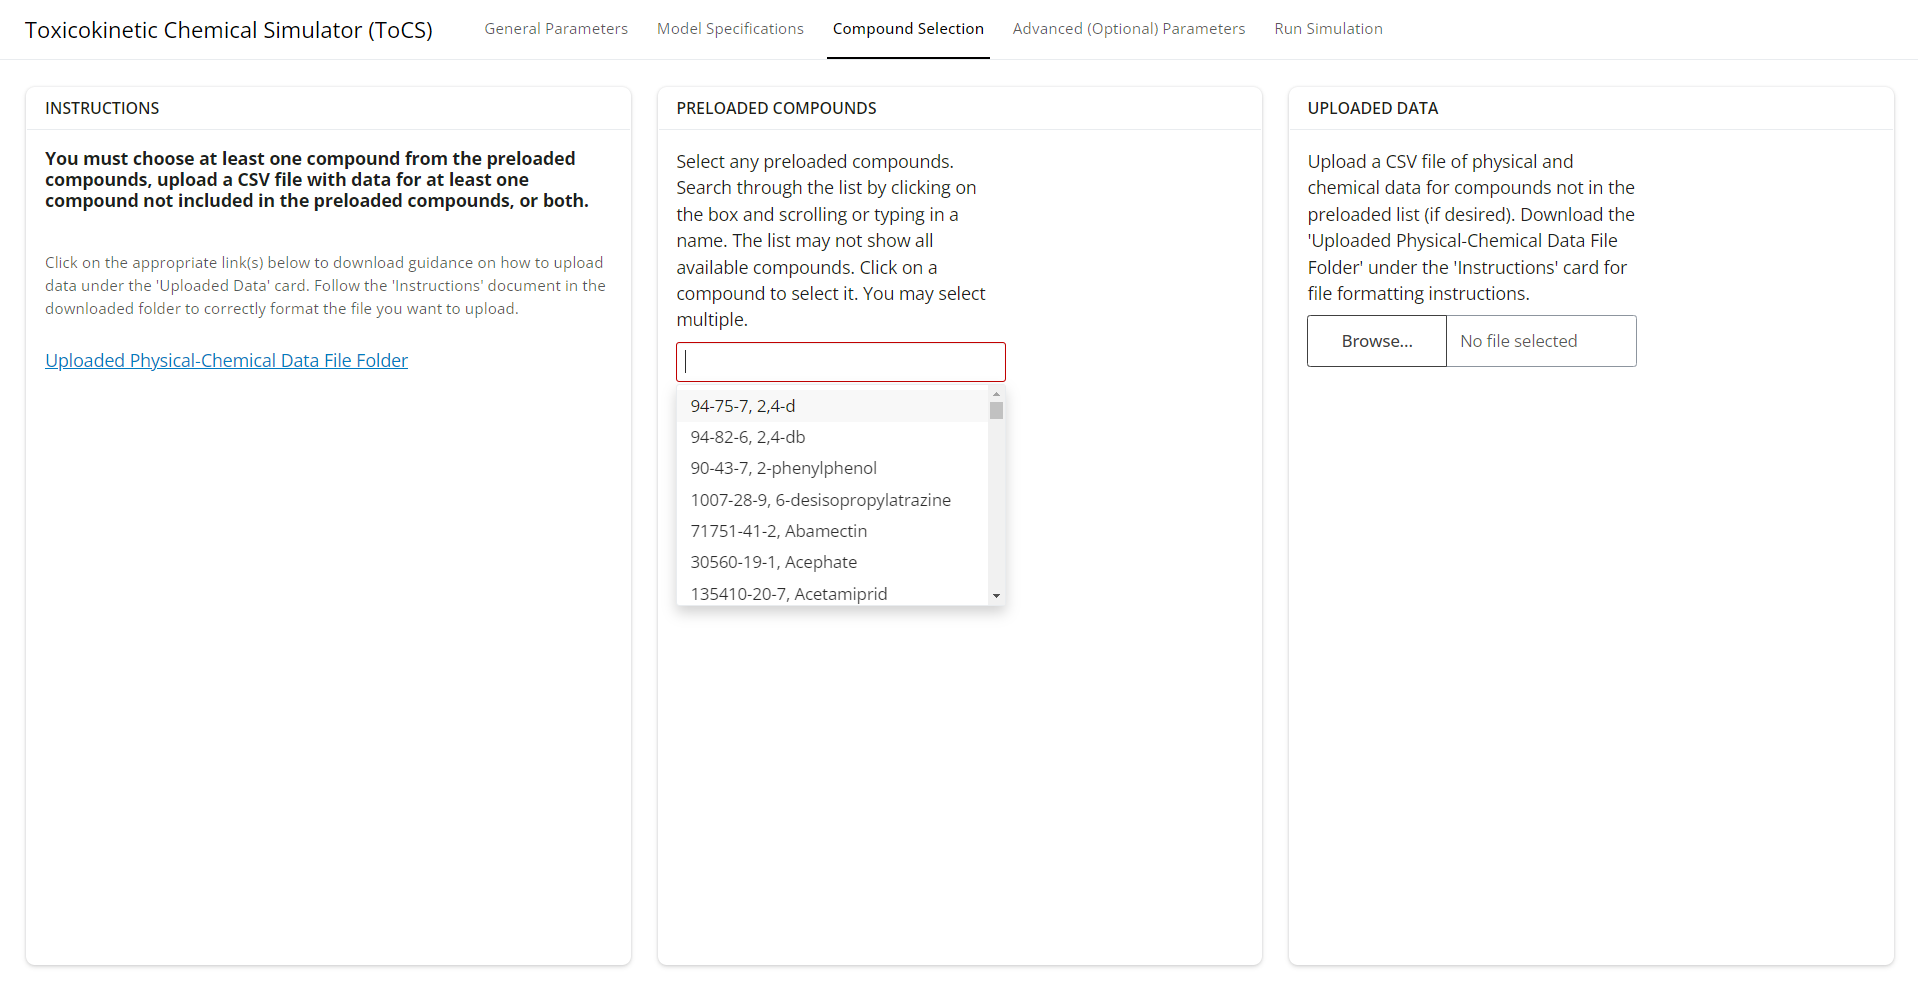 Toxicokinetic Chemical Simulator (ToCS)
General Parameters
Model Specifications
Compound Selection
Advanced (Optional) Parameters
Run Simulation
INSTRUCTIONS
You must choose at least one compound from the preloaded
compounds, upload a CSV file with data for at least one
compound not included in the preloaded compounds, or both.
Click on the appropriate link(s) below to download guidance on how to upload
data under the 'Uploaded Data' card. Follow the 'Instructions' document in the
downloaded folder to correctly format the file you want to upload.
Uploaded Physical-Chemical Data File Folder
PRELOADED COMPOUNDS
Select any preloaded compounds.
Search through the list by clicking on
the box and scrolling or typing in a
name. The list may not show all
available compounds. Click on a
compound to select it. You may select
multiple.
94-75-7, 2,4-d
94-82-6, 2,4-db
90-43-7, 2-phenylphenol
1007-28-9, 6-desisopropylatrazine
71751-41-2, Abamectin
30560-19-1, Acephate
135410-20-7, Acetamiprid
UPLOADED DATA
Upload a CSV file of physical and
chemical data for compounds not in the
preloaded list (if desired). Download the
'Uploaded Physical-Chemical Data File
Folder' under the 'Instructions' card for
file formatting instructions.
Browse...
No file selected